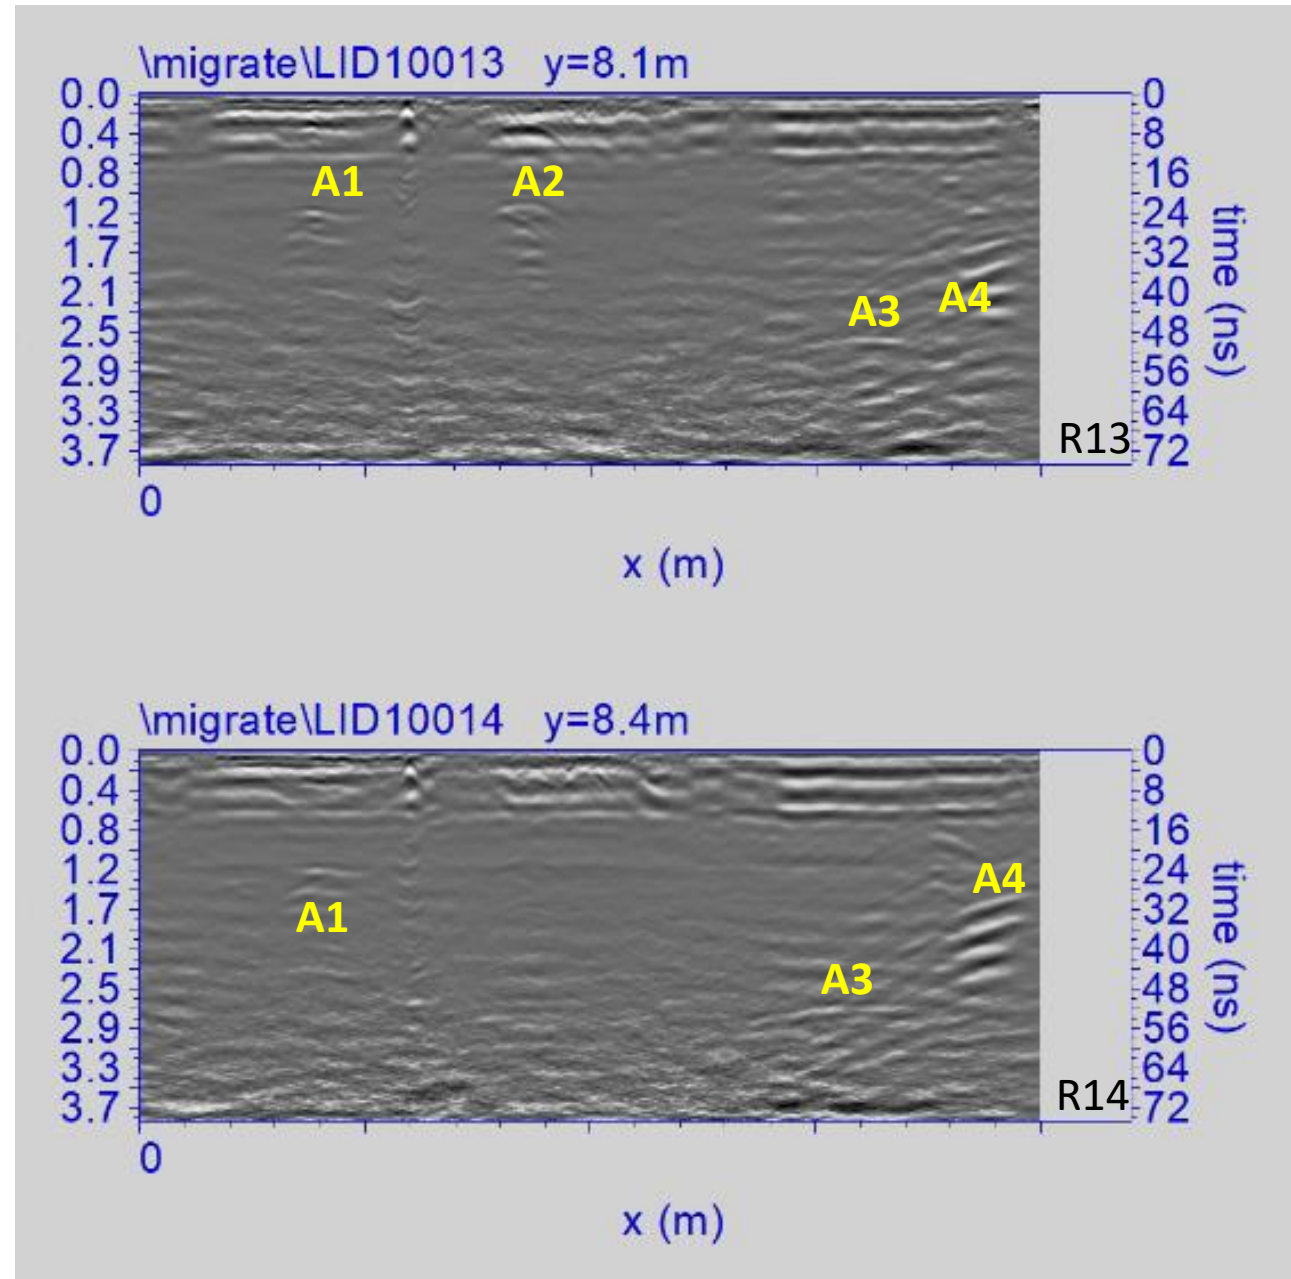 \migrate\LID10013 y=8.1m
0.0
0.4
0.8
1.2
1.7
2.1
2.5
2.9
3.3
3.7
A1
A2
A3
A4
0
8
16
24
32
40
48
56
64
72
time (ns)
R13
0
x (m)
\migrate\LID10014 y=8.4m
0.0
0.4
0.8
1.2
1.7
2.1
2.5
2.9
3.3
3.7
A1
A3
A4
0
8
16
24
32
40
48
56
64
72
time (ns)
R14
0
x (m)